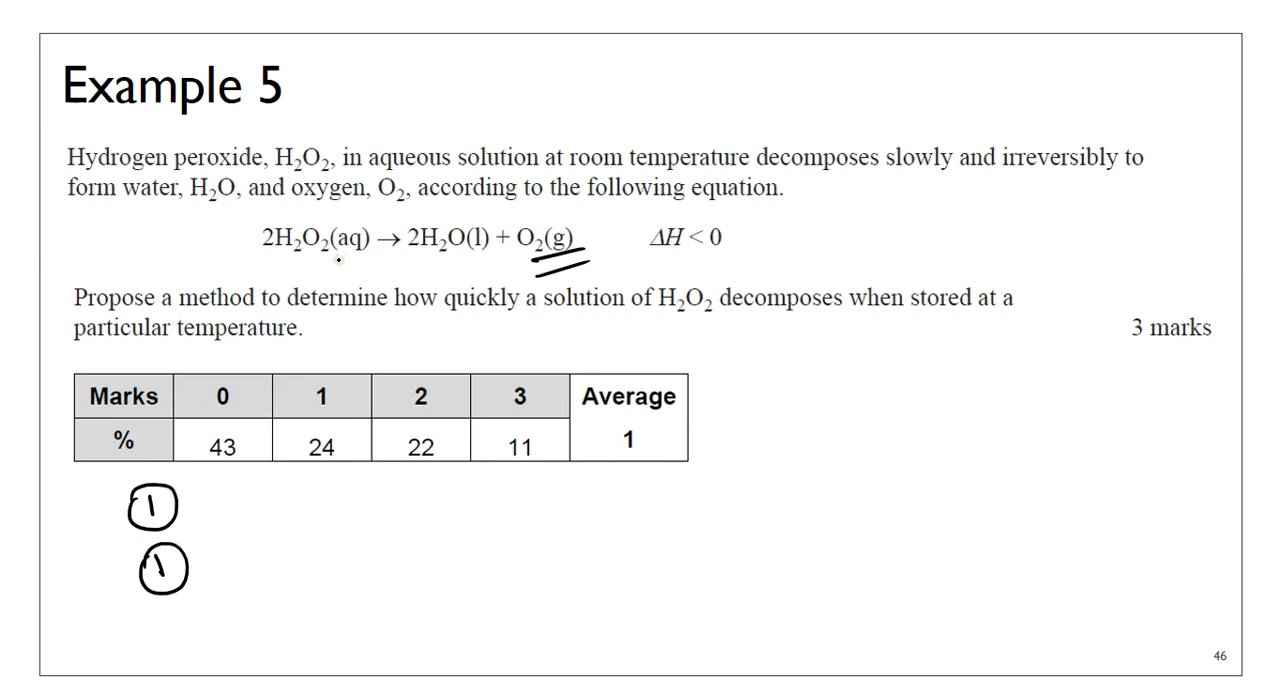 Example 5
Hydrogen peroxide, H₂O₂, in aqueous solution at room temperature decomposes slowly and irreversibly to
form water, H₂O, and oxygen, O₂, according to the following equation.
2H₂O₂(aq) → 2H₂O(l) + O₂(g) ΔH < 0
Propose a method to determine how quickly a solution of H₂O₂ decomposes when stored at a
particular temperature. 3 marks
Marks 0 1 2 3 Average
% 43 24 22 11 1
1
1
46